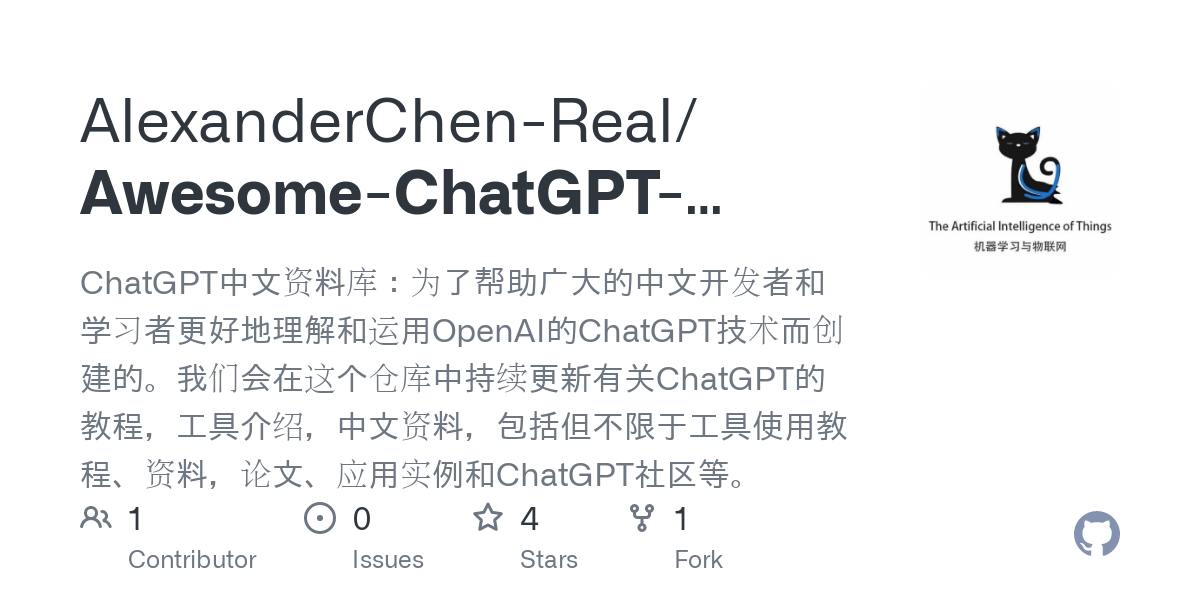 AlexanderChen-Real/
Awesome-ChatGPT-...
The Artificial Intelligence of Things
机器学习与物联网
ChatGPT中文资料库：为了帮助广大的中文开发者和
学习者更好地理解和运用OpenAI的ChatGPT技术而创
建的。我们会在这个仓库中持续更新有关ChatGPT的
教程，工具介绍，中文资料，包括但不限于工具使用教
程、资料，论文、应用实例和ChatGPT社区等。
1 0 4 1
Contributor Issues Stars Fork